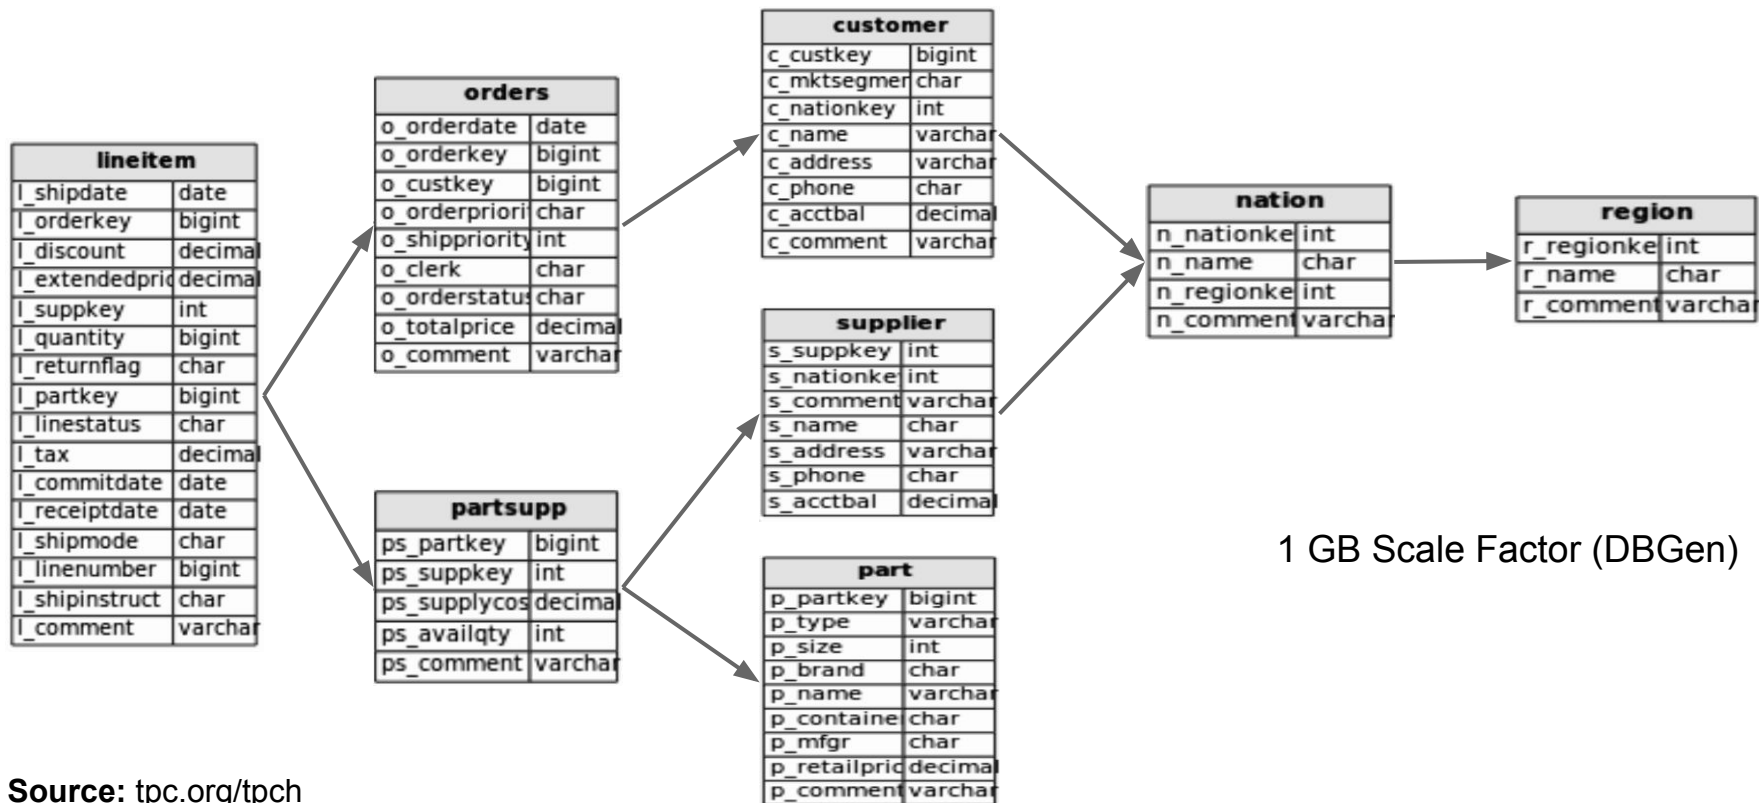 lineitem
l_shipdate date
l_orderkey bigint
l_discount decimal
l_extendedpric decimal
l_suppkey int
l_quantity bigint
l_returnflag char
l_partkey bigint
l_linestatus char
l_tax decimal
l_commitdate date
l_receiptdate date
l_shipmode char
l_linenumber bigint
l_shipinstruct char
l_comment varchar
orders
o_orderdate date
o_orderkey bigint
o_custkey bigint
o_orderpriori char
o_shippriority int
o_clerk char
o_orderstatus char
o_totalprice decimal
o_comment varchar
partsupp
ps_partkey bigint
ps_suppkey int
ps_supplycos decimal
ps_availqty int
ps_comment varchar
customer
c_custkey bigint
c_mktsegmer char
c_nationkey int
c_name varchar
c_address varchar
c_phone char
c_acctbal decimal
c_comment varchar
supplier
s_suppkey int
s_nationke int
s_comment varchar
s_name char
s_address varchar
s_phone char
s_acctbal decimal
part
p_partkey bigint
p_type varchar
p_size int
p_brand char
p_name varchar
p_containe char
p_mfgr char
p_retailpric decimal
p_comment varchar
nation
n_nationke int
n_name char
n_regionke int
n_comment varchar
region
r_regionke int
r_name char
r_comment varchar
1 GB Scale Factor (DBGen)
Source: tpc.org/tpch